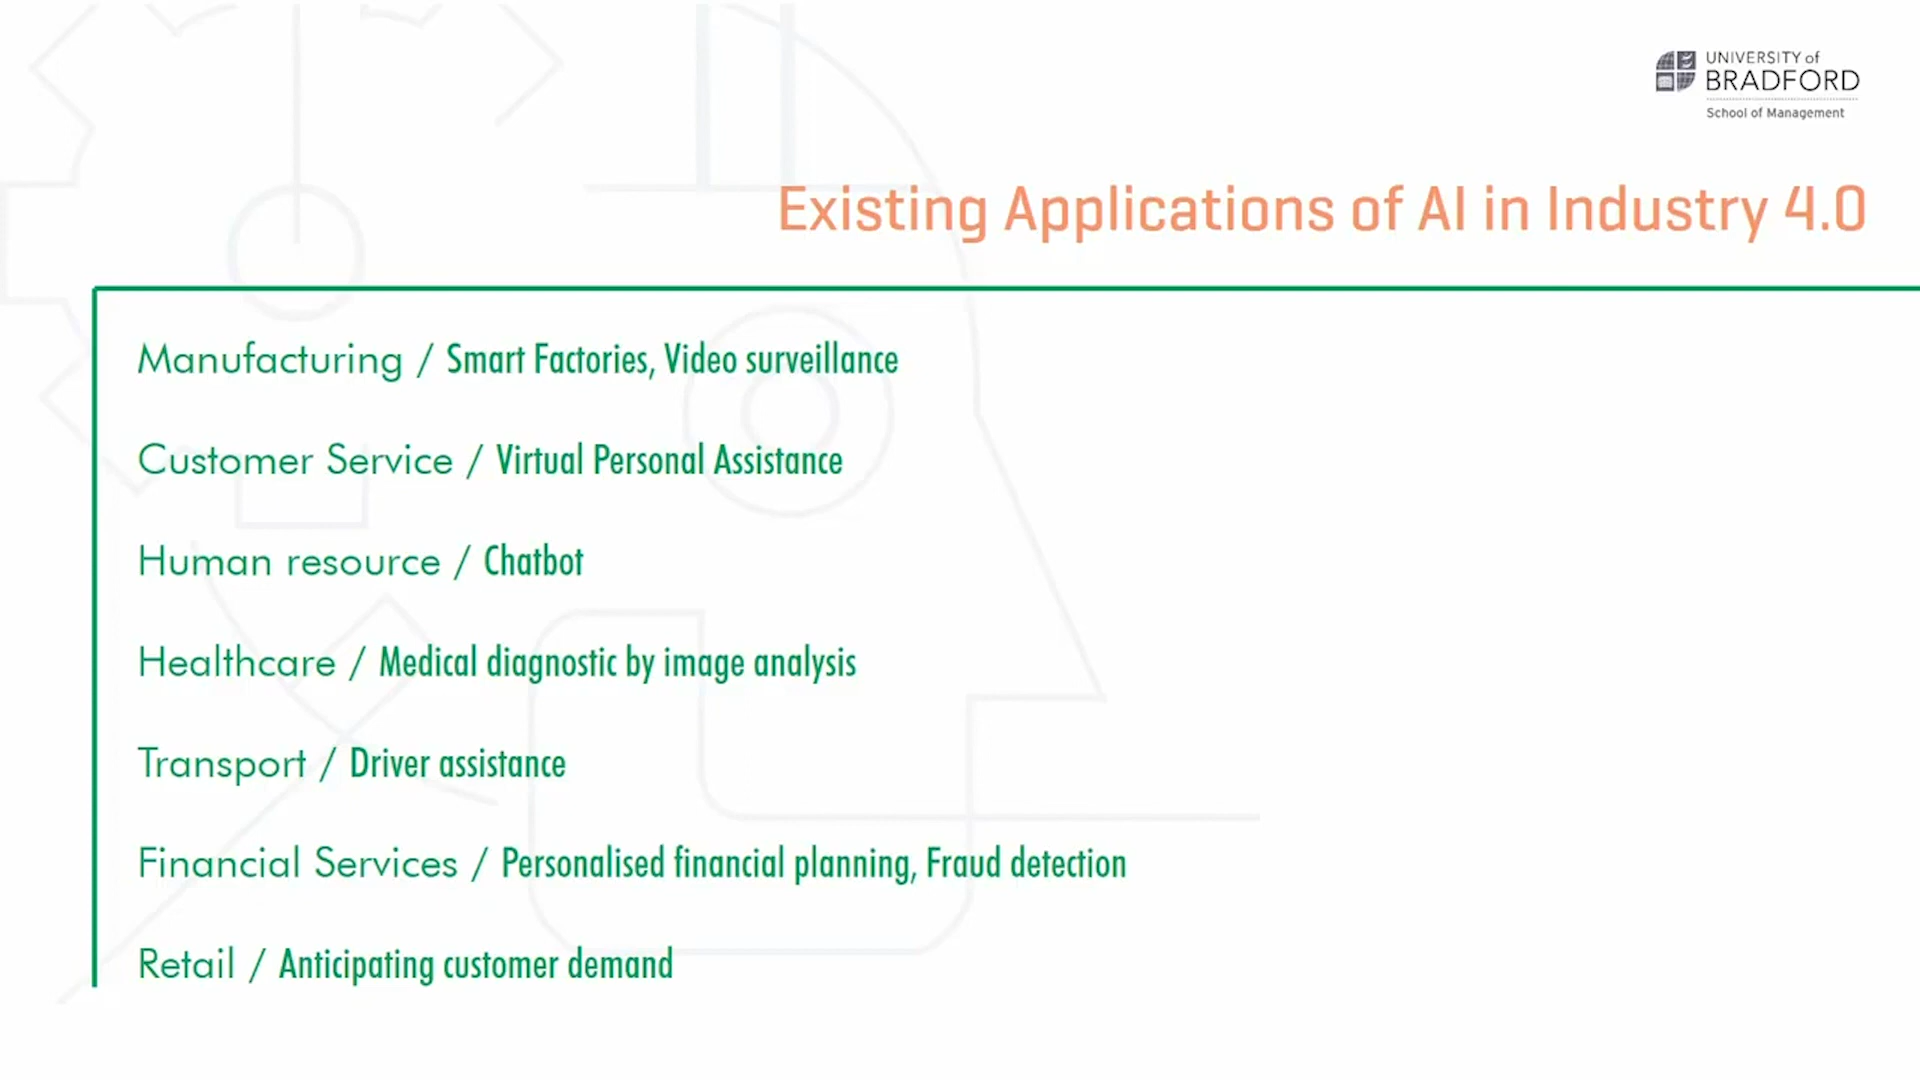 UNIVERSITY of
BRADFORD
School of Management
Existing Applications of AI in Industry 4.0
Manufacturing / Smart Factories, Video surveillance
Customer Service / Virtual Personal Assistance
Human resource / Chatbot
Healthcare / Medical diagnostic by image analysis
Transport / Driver assistance
Financial Services / Personalised financial planning, Fraud detection
Retail / Anticipating customer demand